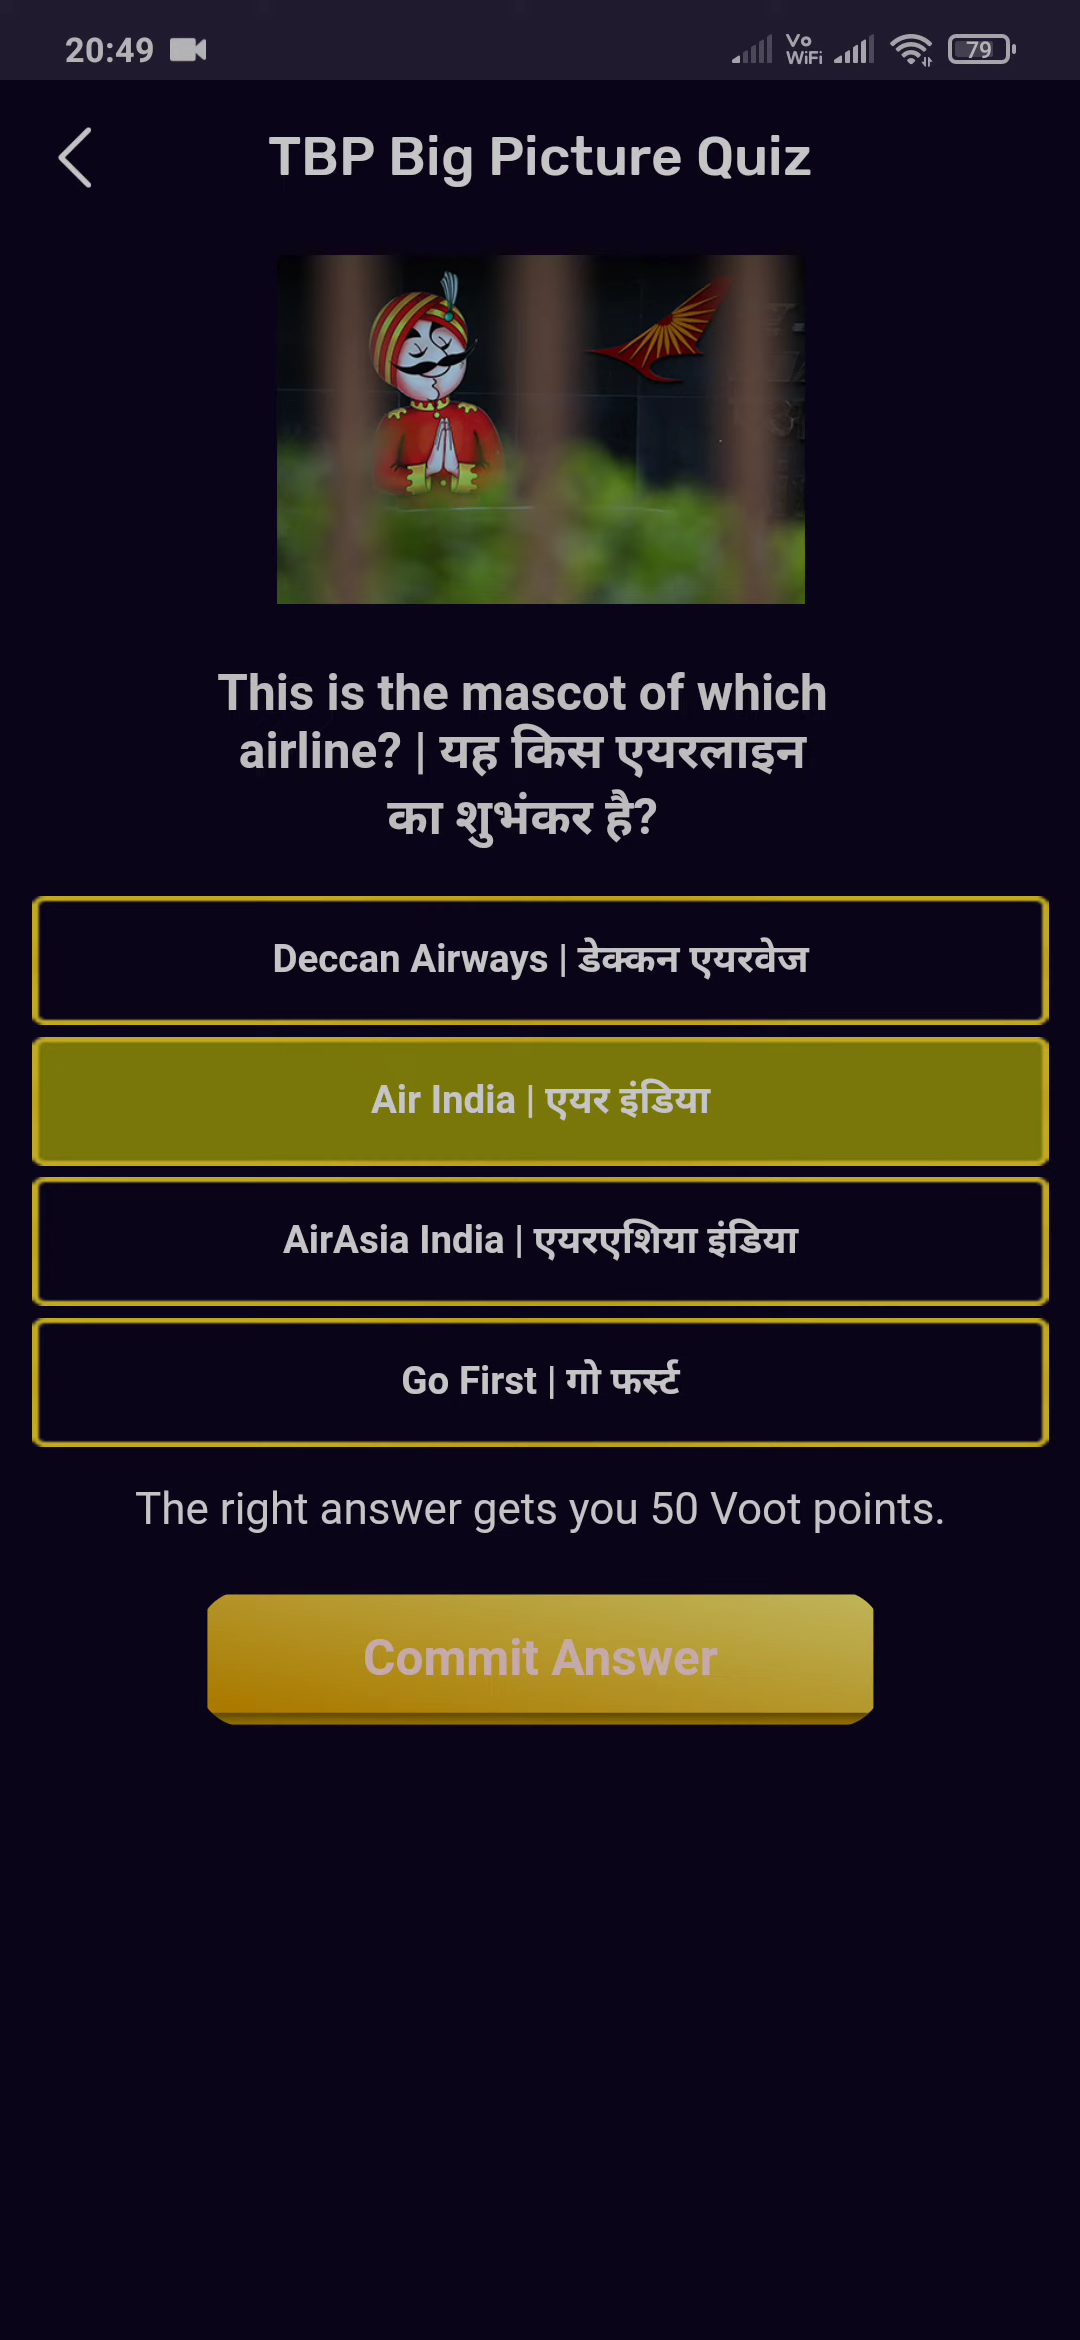 20:49
Vo
WiFi
79
TBP Big Picture Quiz
This is the mascot of which
airline? | यह किस एयरलाइन
का शुभंकर है?
Deccan Airways | डेक्कन एयरवेज
Air India | एयर इंडिया
AirAsia India | एयरएशिया इंडिया
Go First | गो फर्स्ट
The right answer gets you 50 Voot points.
Commit Answer